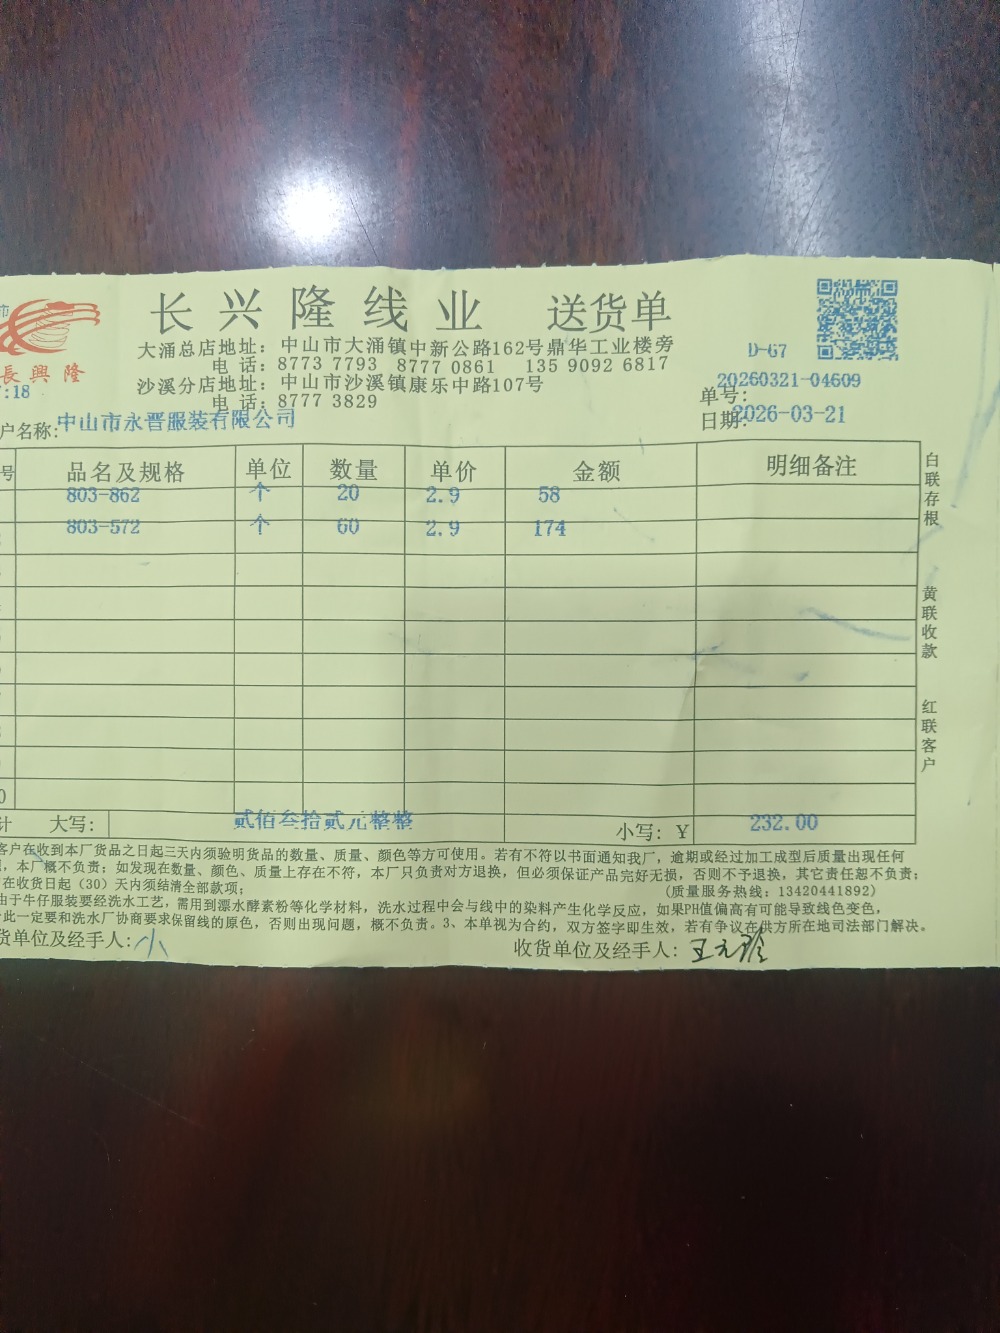 市
長興隆
长兴隆线业 送货单
大涌总店地址：中山市大涌镇中新公路162号鼎华工业楼旁
电话：8773 7793 8777 0861 135 9092 6817
沙溪分店地址：中山市沙溪镇康乐中路107号
电话：8777 3829
D-67
:18
单号：20260321-04609
日期：2026-03-21
户名称：中山市永晋服装有限公司
号 品名及规格 单位 数量 单价 金额 明细备注
803-862 个 20 2.9 58
803-572 个 60 2.9 174
0
计 大写：贰佰叁拾贰元整整 小写：¥ 232.00
白联存根
黄联收款
红联客户
客户在收到本厂货品之日起三天内须验明货品的数量、质量、颜色等方可使用。若有不符以书面通知我厂，逾期或经过加工成型后质量出现任何
，本厂概不负责；如发现在数量、颜色、质量上存在不符，本厂只负责对方退换，但必须保证产品完好无损，否则不予退换，其它责任恕不负责；
在收货日起（30）天内须结清全部款项； （质量服务热线：13420441892）
由于牛仔服装要经洗水工艺，需用到漂水酵素粉等化学材料，洗水过程中会与线中的染料产生化学反应，如果PH值偏高有可能导致线色变色，
此一定要和洗水厂协商要求保留线的原色，否则出现问题，概不负责。3、本单视为合约，双方签字即生效，若有争议在供方所在地司法部门解决。
货单位及经手人：小 收货单位及经手人：